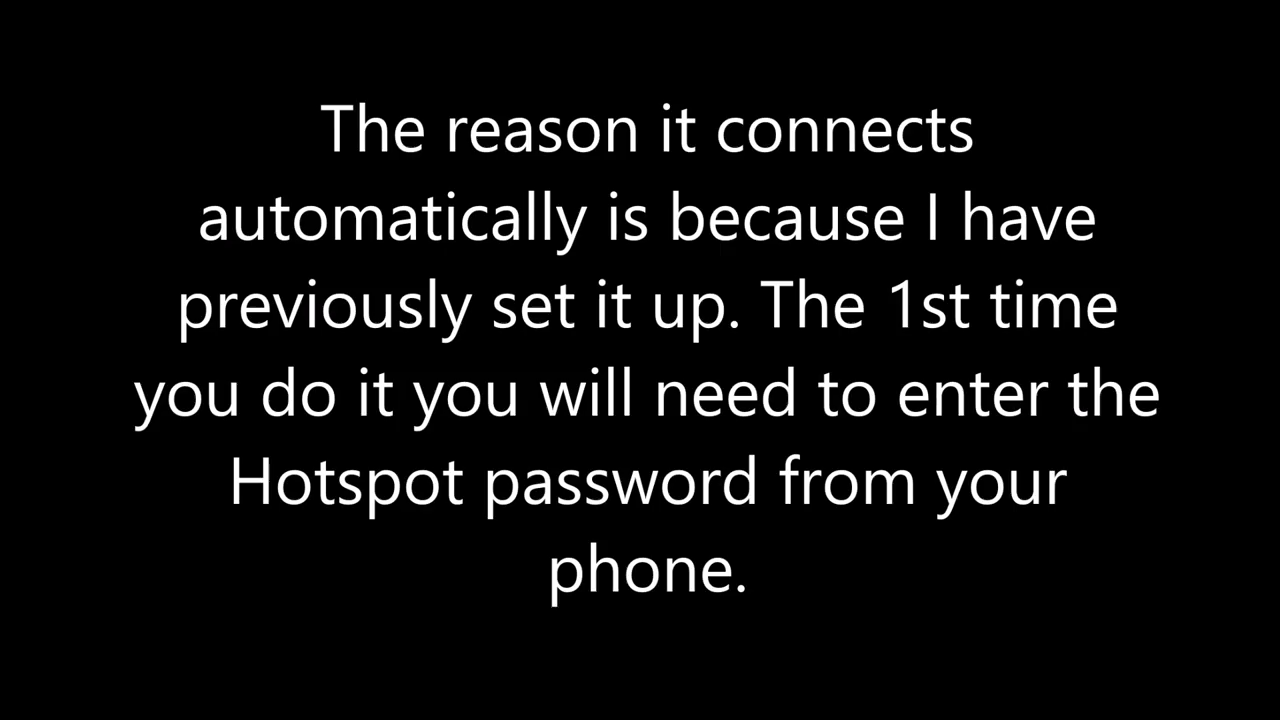 The reason it connects
automatically is because I have
previously set it up. The 1st time
you do it you will need to enter the
Hotspot password from your
phone.